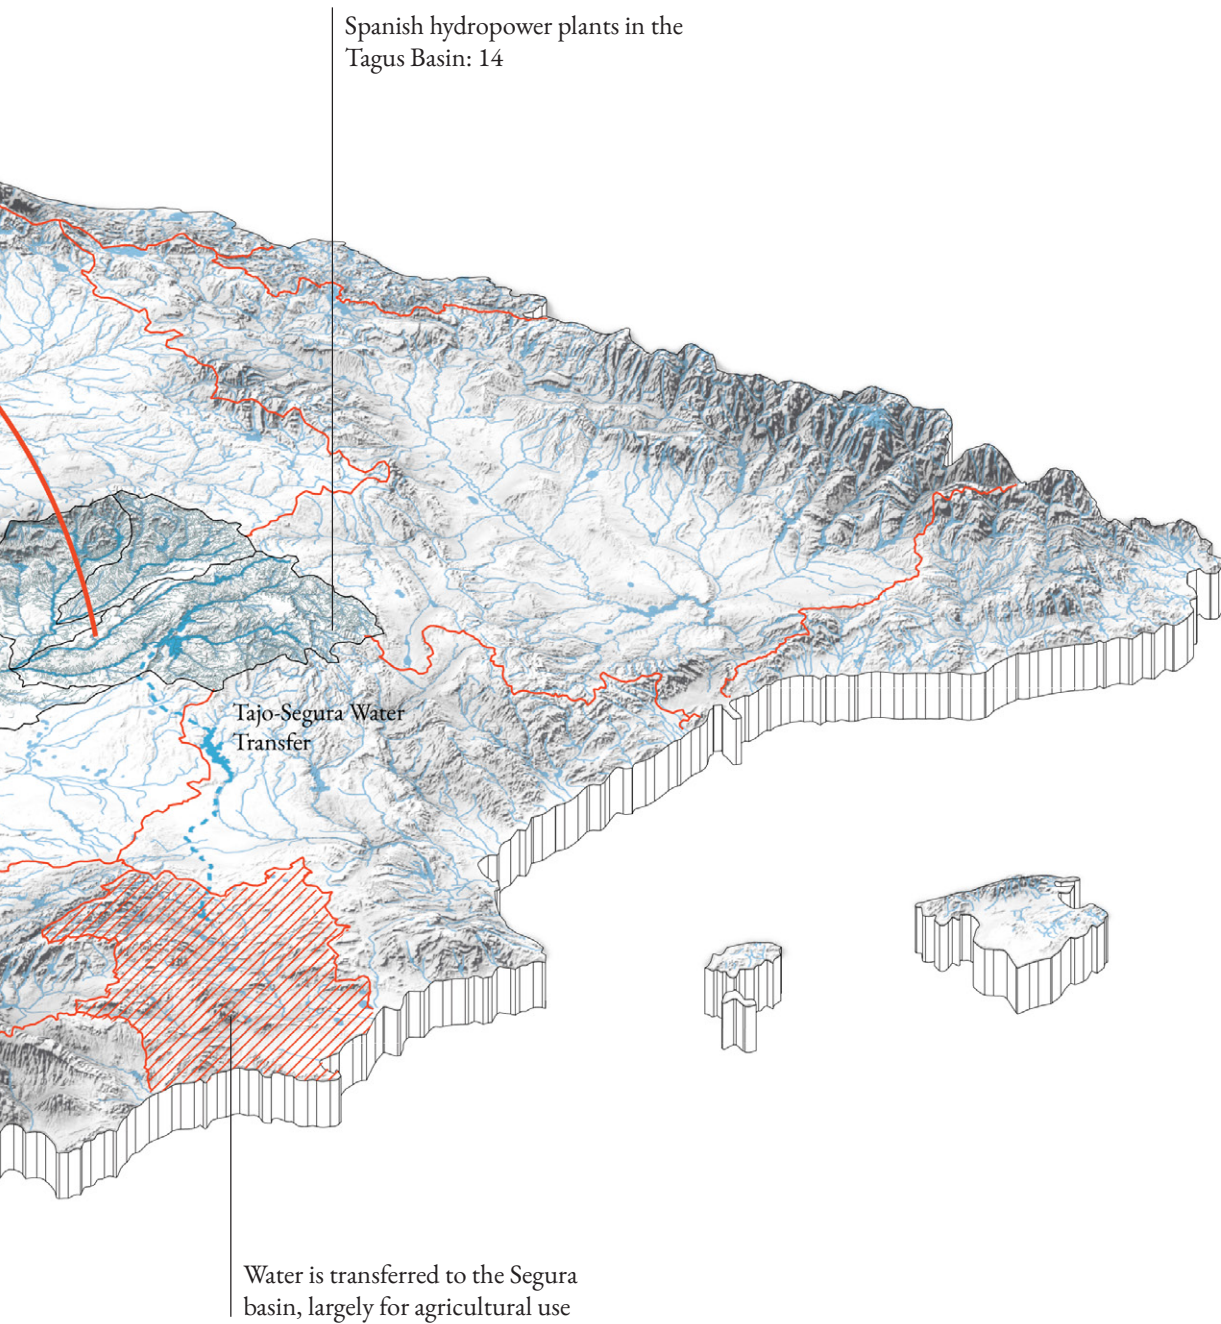 Spanish hydropower plants in the
Tagus Basin: 14
Tajo-Segura Water
Transfer
Water is transferred to the Segura
basin, largely for agricultural use